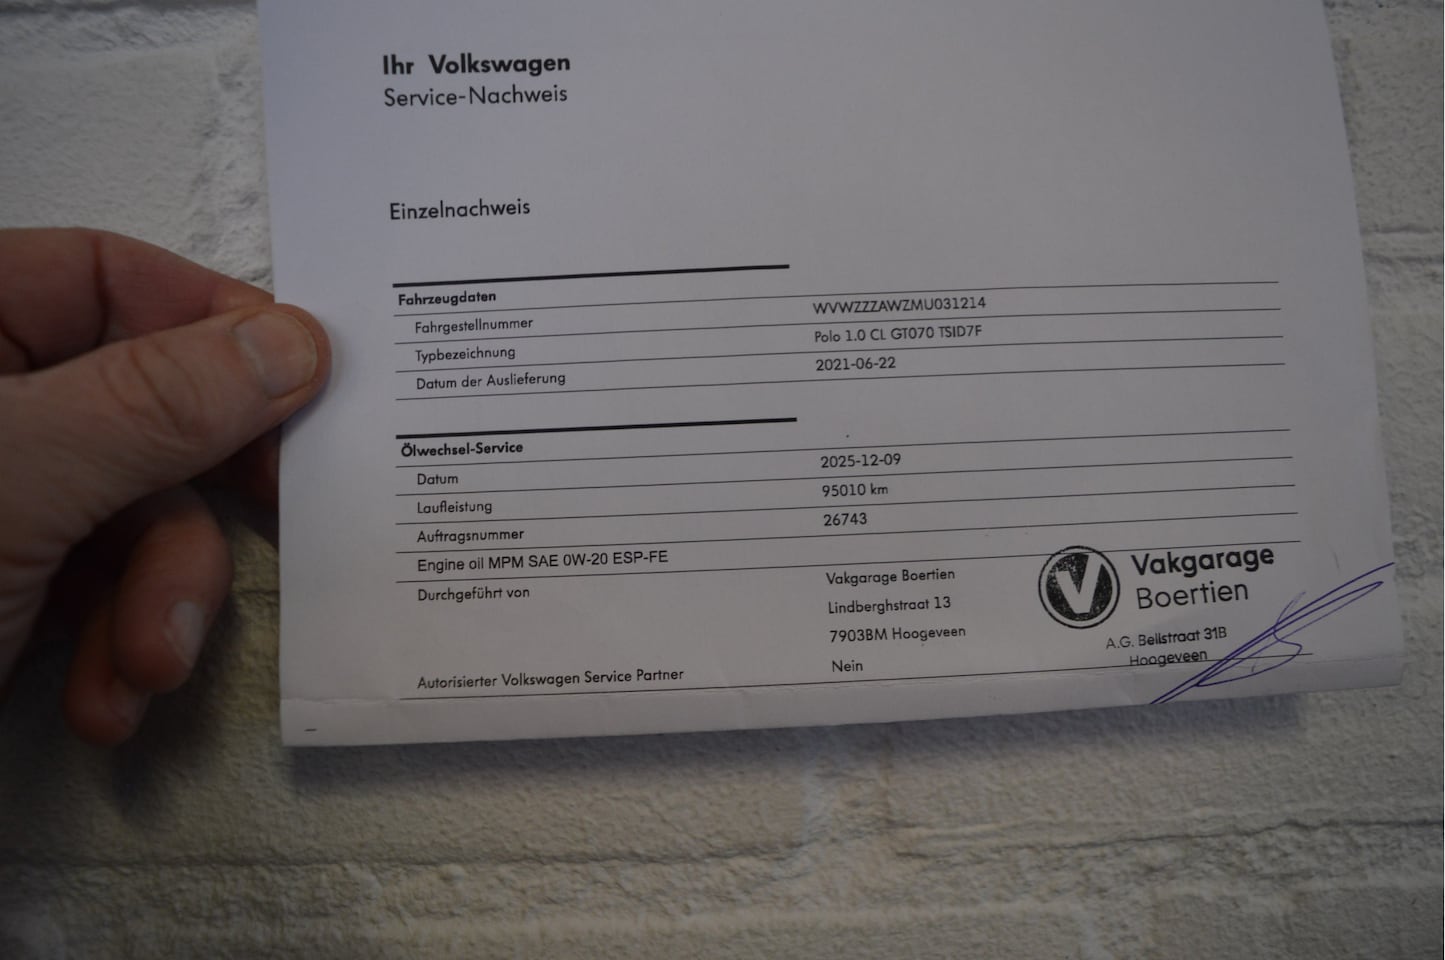 Ihr Volkswagen
Service-Nachweis
Einzelnachweis
Fahrzeugdaten
Fahrgestellnummer WVWZZZAWZMU031214
Typbezeichnung Polo 1.0 CL GT070 TSID7F
Datum der Auslieferung 2021-06-22
Ölwechsel-Service
Datum 2025-12-09
Laufleistung 95010 km
Auftragsnummer 26743
Engine oil MPM SAE 0W-20 ESP-FE
Durchgeführt von Vakgarage Boertien
Lindberghstraat 13
7903BM Hoogeveen
Autorisierter Volkswagen Service Partner Nein
V Vakgarage
Boertien
A.G. Bellstraat 31B
Hoogeveen